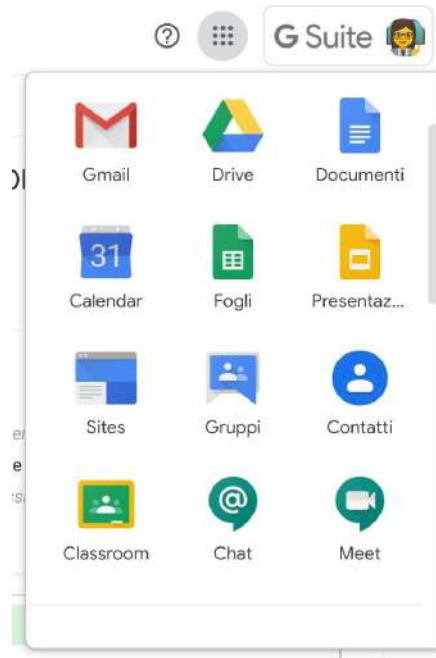 G Suite
Gmail Drive Documenti
31
Calendar Fogli Presentaz...
Sites Gruppi Contatti
@
Classroom Chat Meet